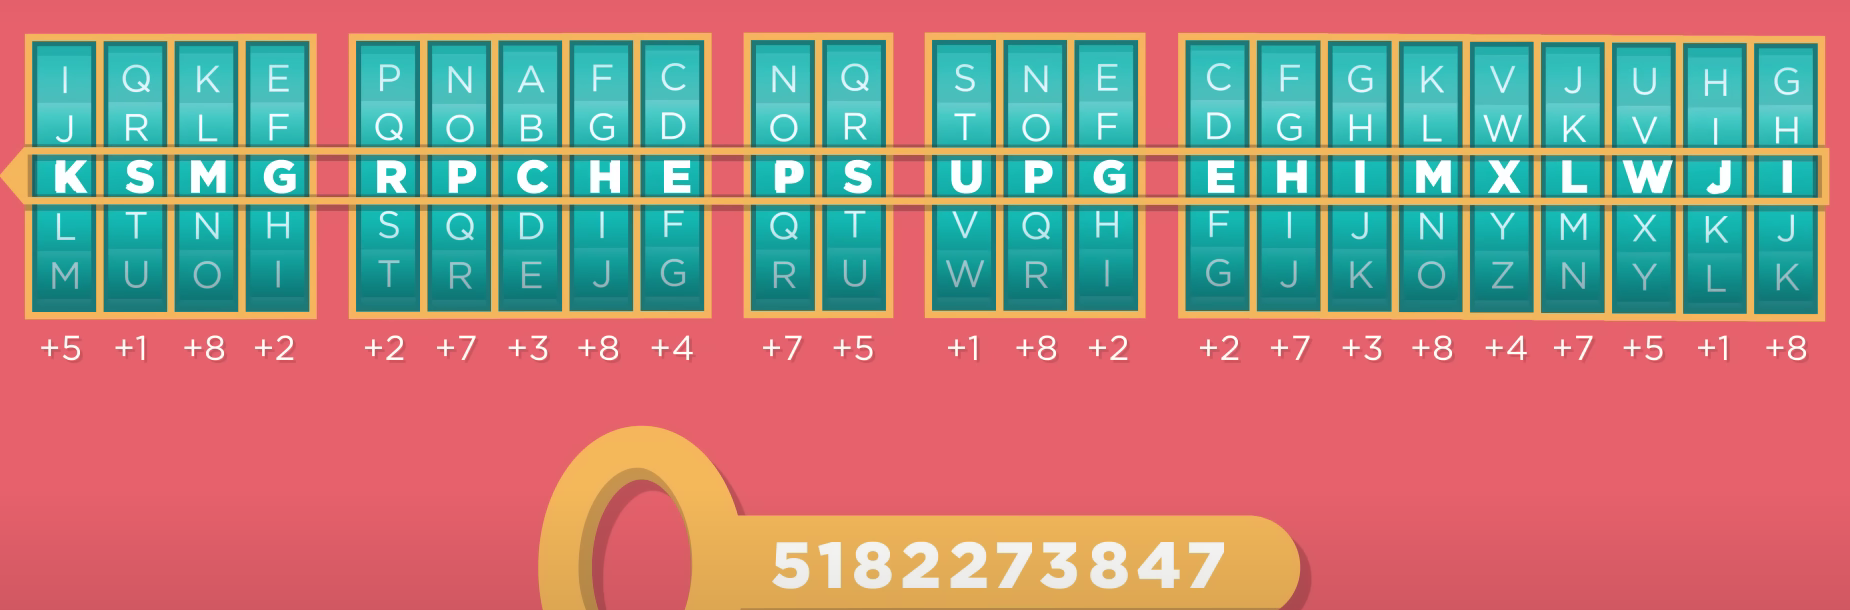 I Q K E P N A F C N Q S N E C F G K V J U H G
J R L F Q O B G D O R T O F D G H L W K V I H
K S M G R P C H E P S U P G E H I M X L W J I
L T N H S Q D I F Q T V Q H F I J N Y M X K J
M U O I T R E J G R U W R I G J K O Z N Y L K
+5 +1 +8 +2 +2 +7 +3 +8 +4 +7 +5 +1 +8 +2 +2 +7 +3 +8 +4 +7 +5 +1 +8
5182273847